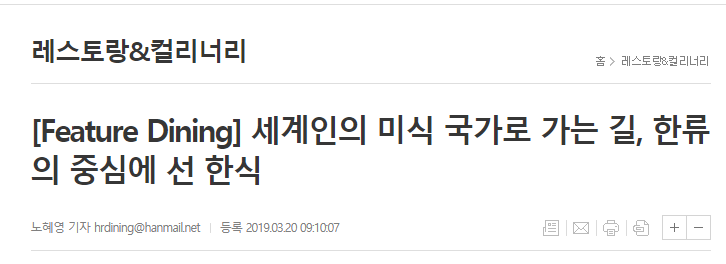 레스토랑&컬리너리
홈 > 레스토랑&컬리너리
[Feature Dining] 세계인의 미식 국가로 가는 길, 한류
의 중심에 선 한식
노혜영 기자 hrdining@hanmail.net | 등록 2019.03.20 09:10:07